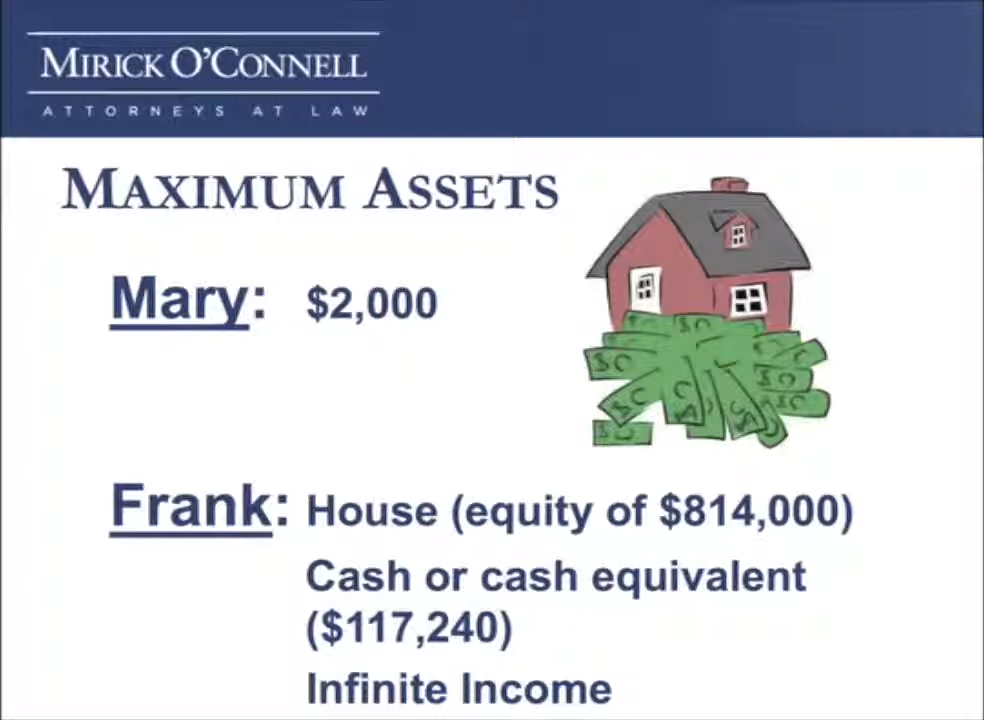 MIRICK O'CONNELL
ATTORNEYS AT LAW
MAXIMUM ASSETS
Mary: $2,000
Frank: House (equity of $814,000)
Cash or cash equivalent
($117,240)
Infinite Income